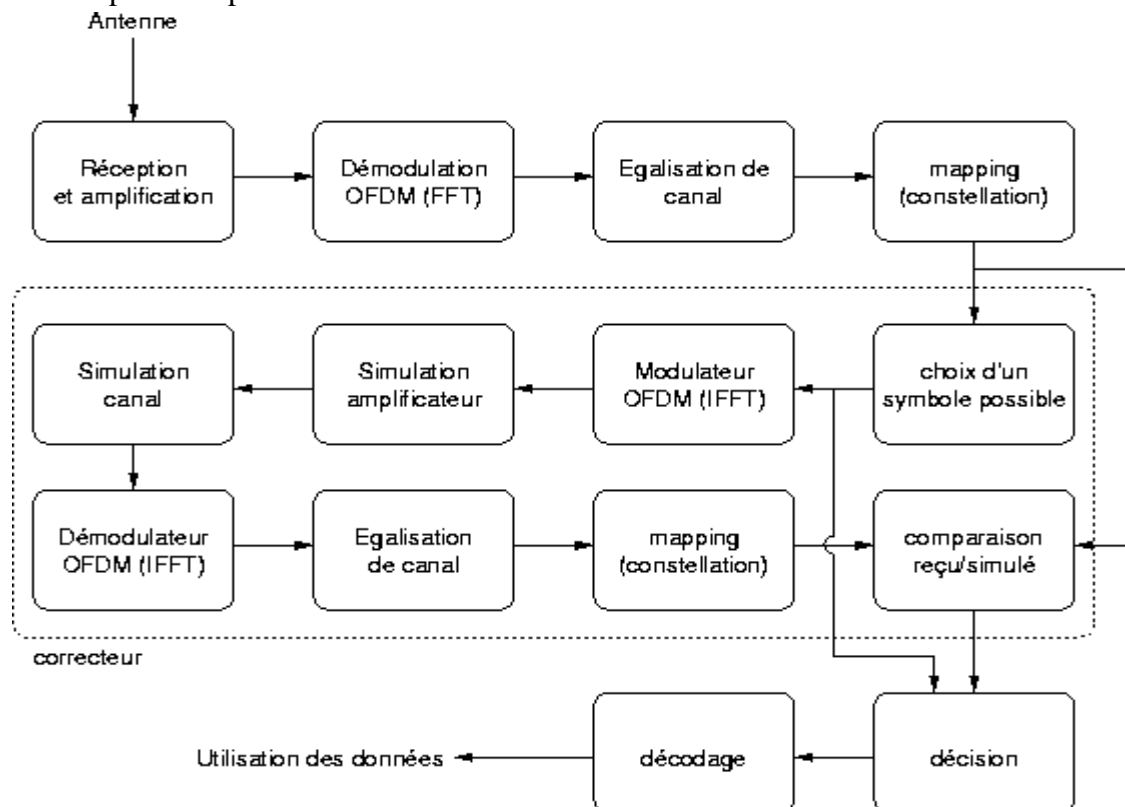 Antenne
Réception
et amplification
Démodulation
OFDM (FFT)
Egalisation de
canal
mapping
(constellation)
Simulation
canal
Simulation
amplificateur
Modulateur
OFDM (IFFT)
choix d'un
symbole possible
Démodulateur
OFDM (IFFT)
Egalisation
de canal
mapping
(constellation)
comparaison
reçu/simulé
correcteur
Utilisation des données
décodage
décision